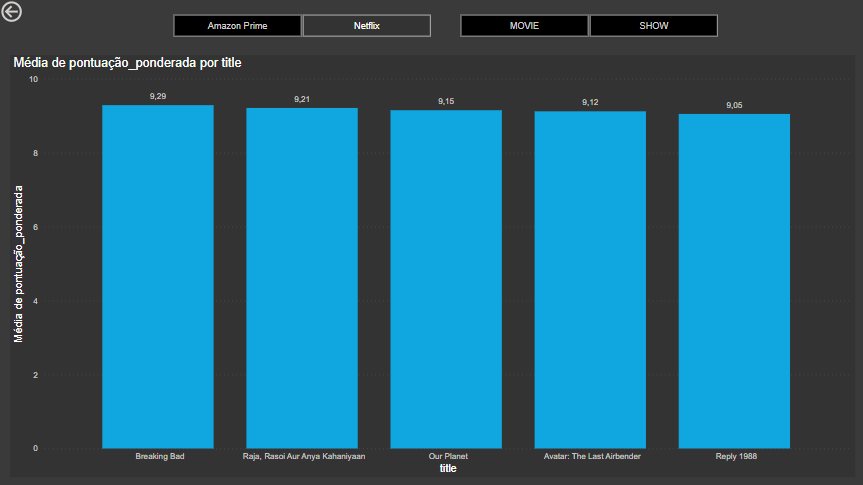 Amazon Prime Netflix MOVIE SHOW
Média de pontuação_ponderada por title
Média de pontuação_ponderada
10
8
6
4
2
0
9,29 9,21 9,15 9,12 9,05
Breaking Bad Raja, Rasoi Aur Anya Kahaniyaan Our Planet Avatar: The Last Airbender Reply 1988
title